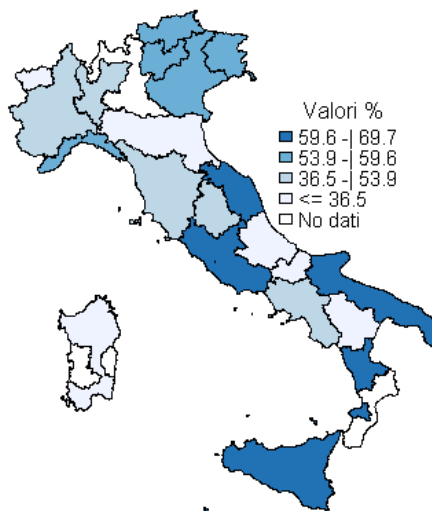 Valori %
59.6 -| 69.7
53.9 -| 59.6
36.5 -| 53.9
<= 36.5
No dati